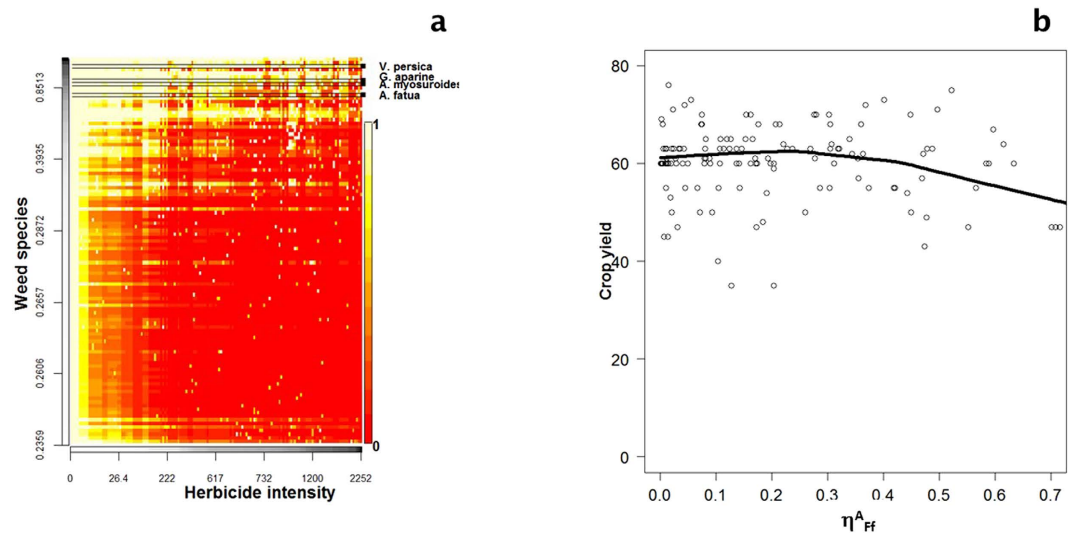 a
V. persica
G. aparine
A. myosuroides
A. fatua
1
0
Weed species
0.8513
0.3935
0.2872
0.2657
0.2606
0.2359
0 26.4 222 617 732 1200 2252
Herbicide intensity
b
Crop yield
80
60
40
20
0
0.0 0.1 0.2 0.3 0.4 0.5 0.6 0.7
ηAFf